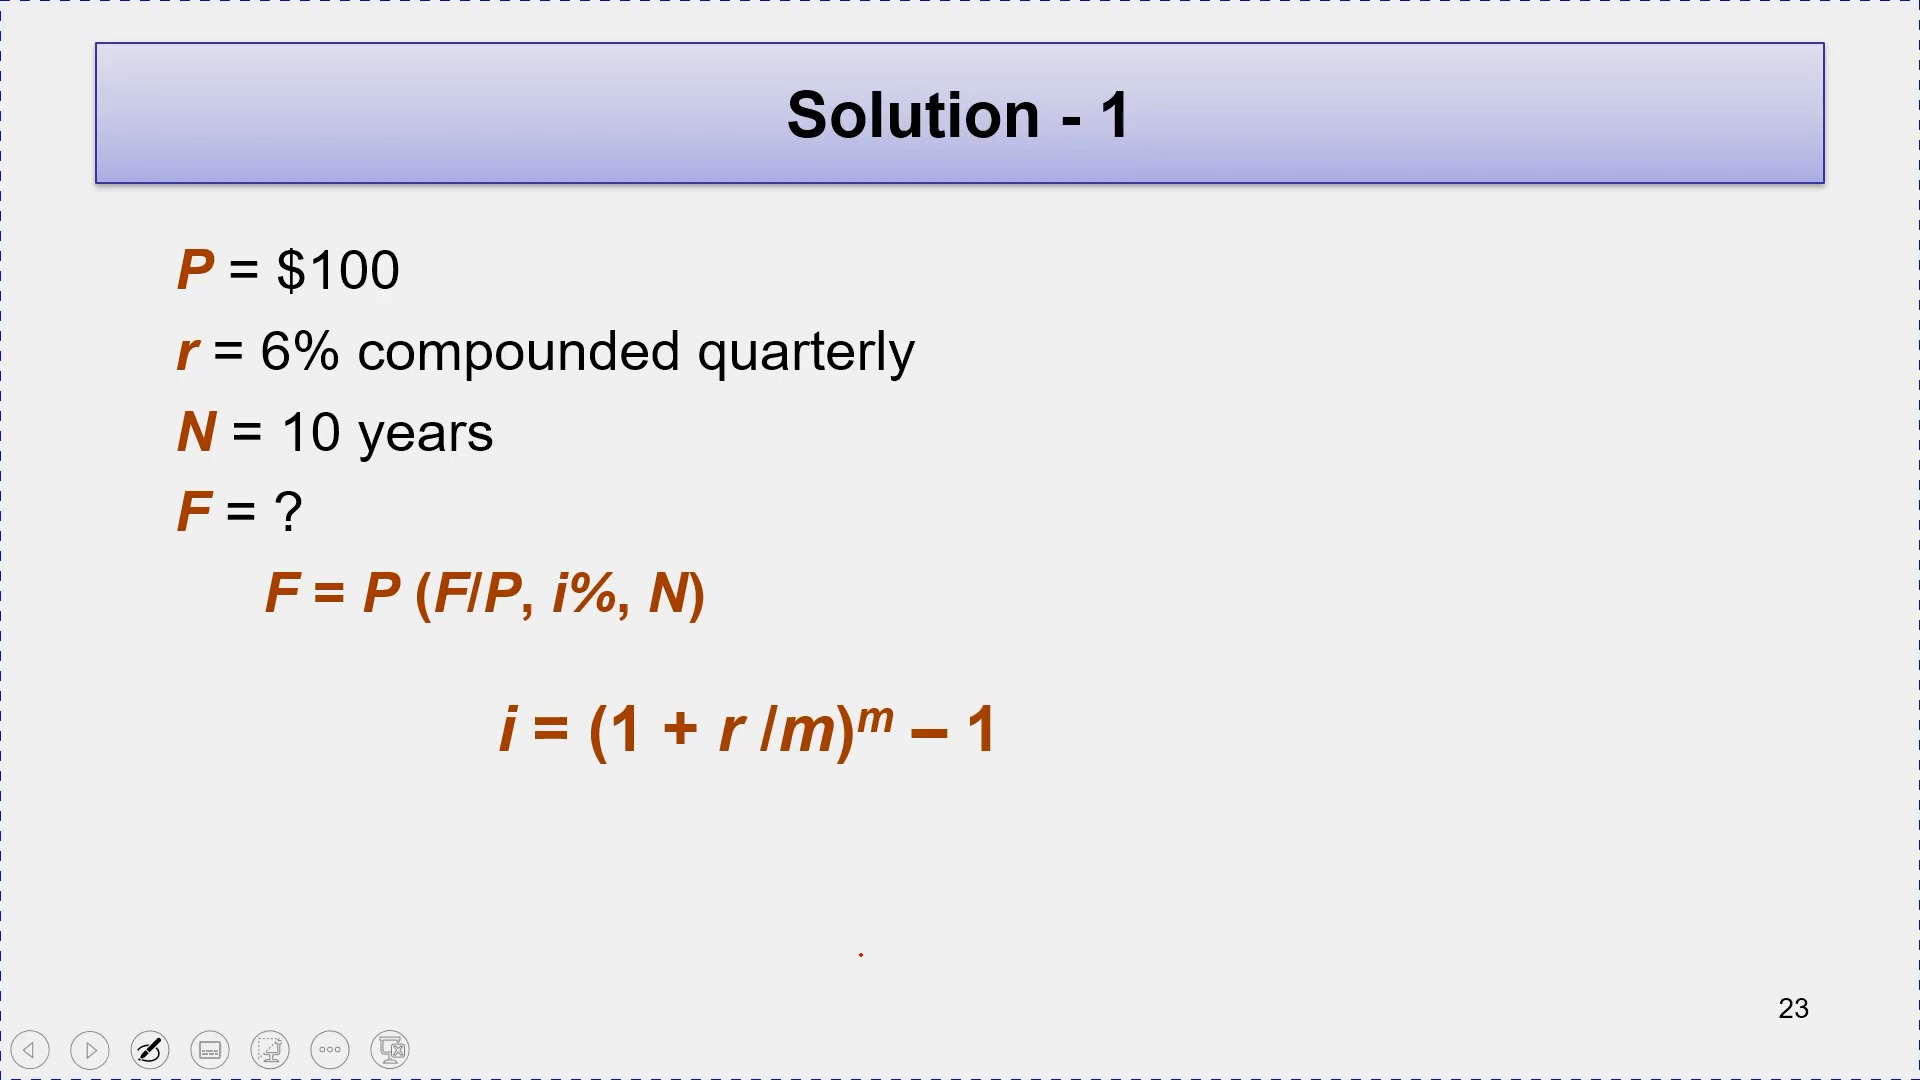 Solution - 1
P = $100
r = 6% compounded quarterly
N = 10 years
F = ?
F = P (F/P, i%, N)
i = (1 + r /m)ᵐ – 1
23